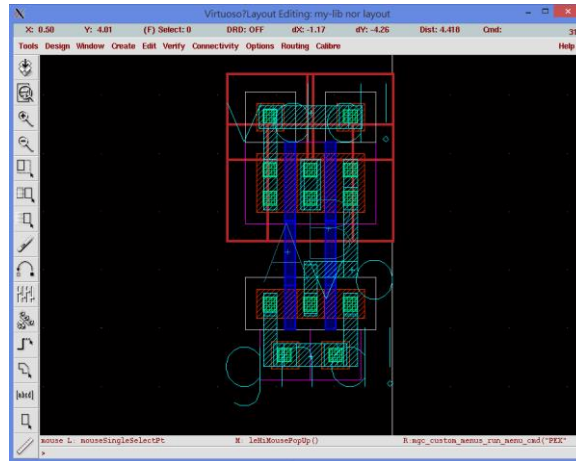 Virtuoso?Layout Editing: my-lib nor layout
X: 0.50 Y: 4.01 (F) Select: 0 DRD: OFF dX: -1.17 dY: -4.26 Dist: 4.418 Cmd: 31
Tools Design Window Create Edit Verify Connectivity Options Routing Calibre Help
[abcd]
mouse L: mouseSingleSelectPt M: leHiMousePopUp() R:mgc_custom_menus_run_menu_cmd("PEX"
>